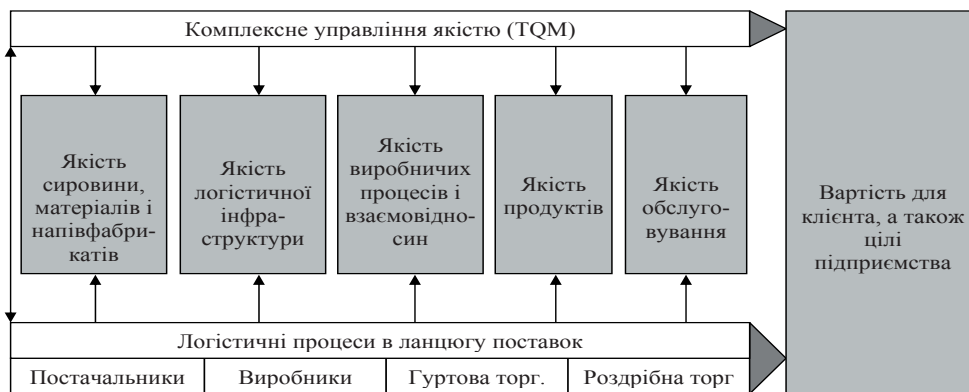 Комплексне управління якістю (TQM)
Якість
сировини,
матеріалів і
напівфабри-
катів
Якість
логістичної
інфра-
структури
Якість
виробничих
процесів і
взаємовідно-
син
Якість
продуктів
Якість
обслуго-
вування
Вартість для
клієнта, а також
цілі
підприємства
Логістичні процеси в ланцюгу поставок
Постачальники
Виробники
Гуртова торг.
Роздрібна торг